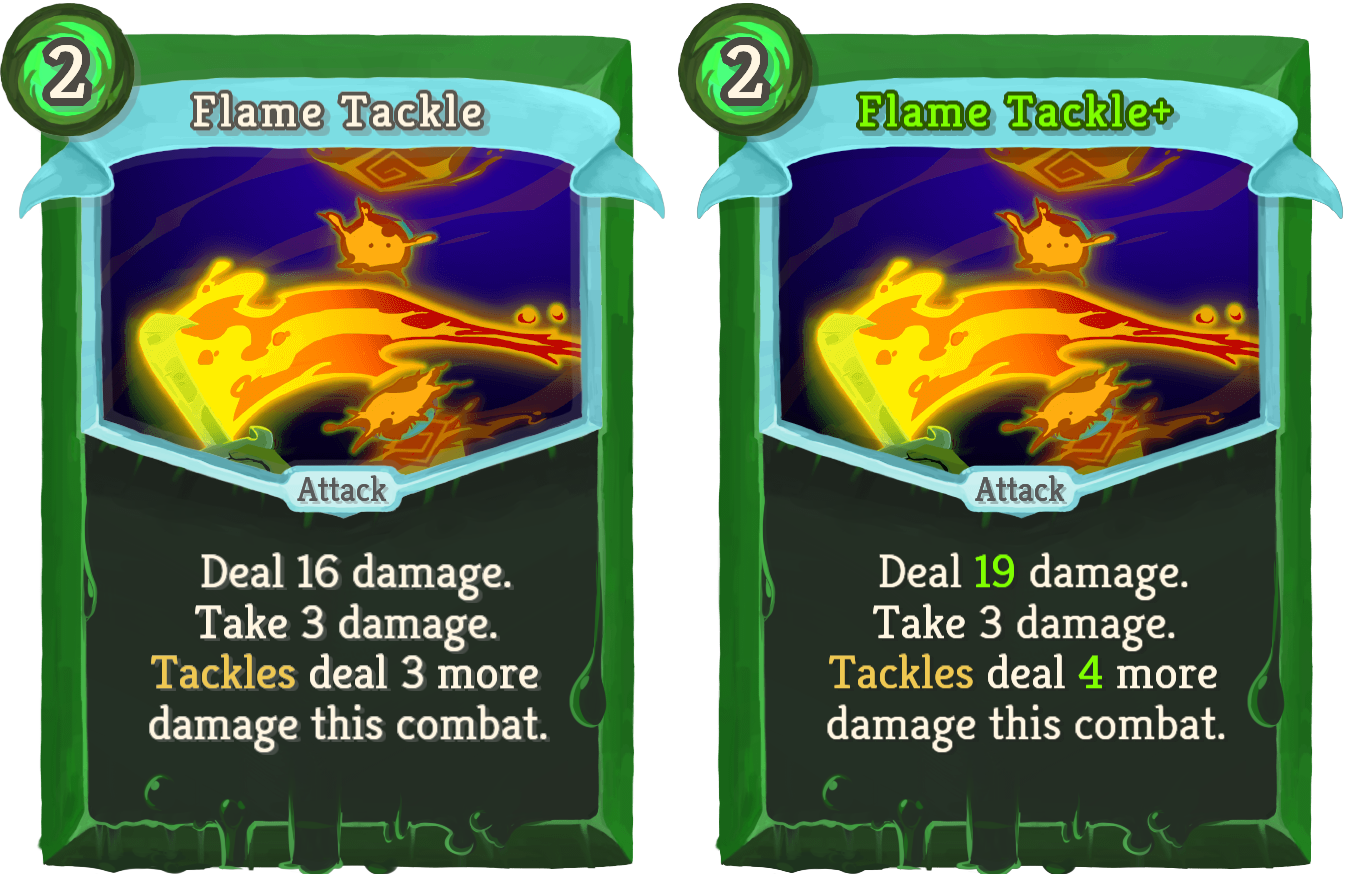 2
Flame Tackle
Attack
Deal 16 damage.
Take 3 damage.
Tackles deal 3 more
damage this combat.
2
Flame Tackle+
Attack
Deal 19 damage.
Take 3 damage.
Tackles deal 4 more
damage this combat.